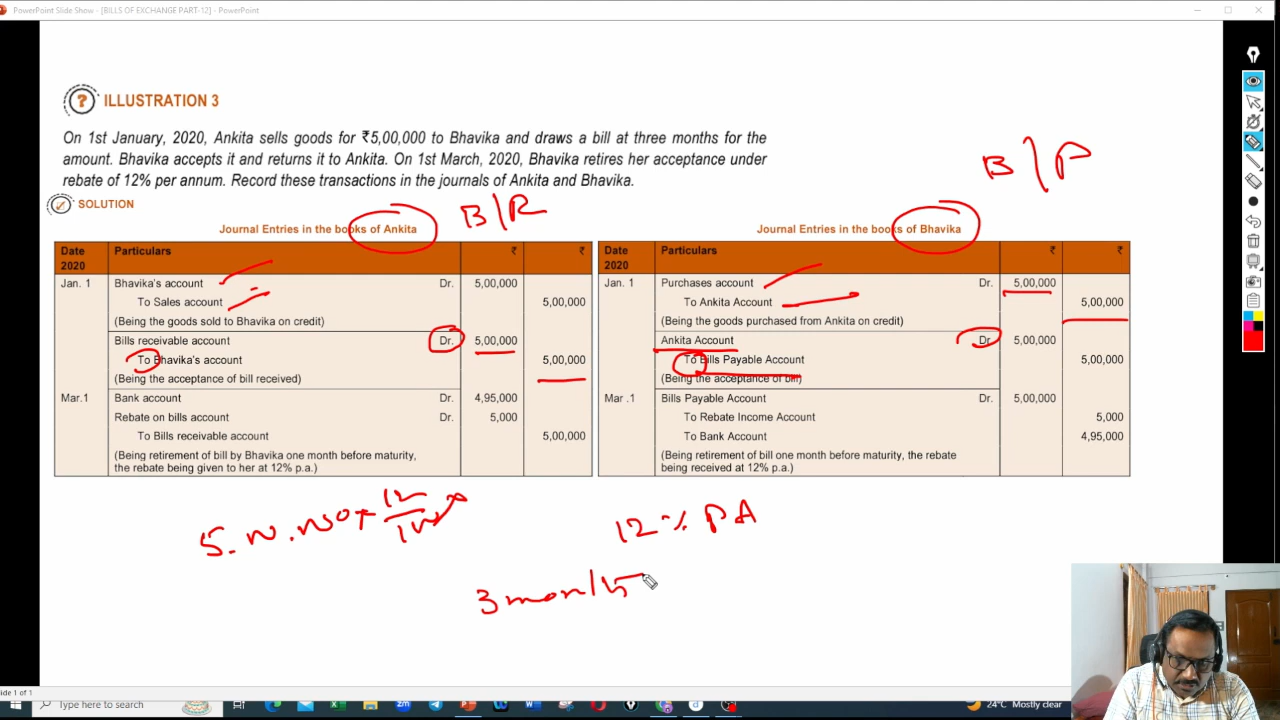 PowerPoint Slide Show - [BILLS OF EXCHANGE PART-12] - PowerPoint
? ILLUSTRATION 3
On 1st January, 2020, Ankita sells goods for ₹5,00,000 to Bhavika and draws a bill at three months for the
amount. Bhavika accepts it and returns it to Ankita. On 1st March, 2020, Bhavika retires her acceptance under
rebate of 12% per annum. Record these transactions in the journals of Ankita and Bhavika.
B/P
SOLUTION
B/R
Journal Entries in the books of Ankita
Date 2020 Particulars ₹ ₹
Jan. 1 Bhavika's account Dr. 5,00,000
To Sales account 5,00,000
(Being the goods sold to Bhavika on credit)
Bills receivable account Dr. 5,00,000
To Bhavika's account 5,00,000
(Being the acceptance of bill received)
Mar.1 Bank account Dr. 4,95,000
Rebate on bills account Dr. 5,000
To Bills receivable account 5,00,000
(Being retirement of bill by Bhavika one month before maturity,
the rebate being given to her at 12% p.a.)
Journal Entries in the books of Bhavika
Date 2020 Particulars ₹ ₹
Jan. 1 Purchases account Dr. 5,00,000
To Ankita Account 5,00,000
(Being the goods purchased from Ankita on credit)
Ankita Account Dr. 5,00,000
To Bills Payable Account 5,00,000
(Being the acceptance of bill)
Mar .1 Bills Payable Account Dr. 5,00,000
To Rebate Income Account 5,000
To Bank Account 4,95,000
(Being retirement of bill one month before maturity, the rebate
being received at 12% p.a.)
12% PA
3 months
Slide 1 of 1
Type here to search
24°C Mostly clear